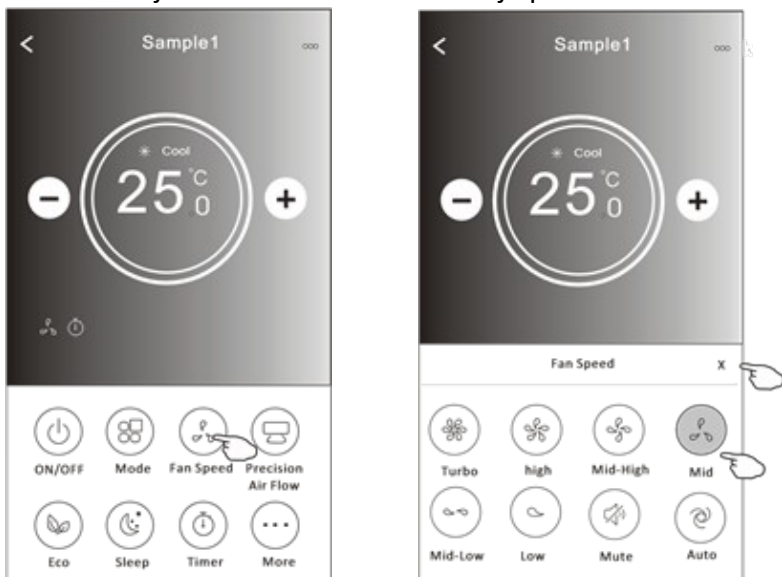 Sample1
Cool
25 °C
.0
ON/OFF Mode Fan Speed Precision
Air Flow
Eco Sleep Timer More
Sample1
Cool
25 °C
.0
Fan Speed X
Turbo high Mid-High Mid
Mid-Low Low Mute Auto